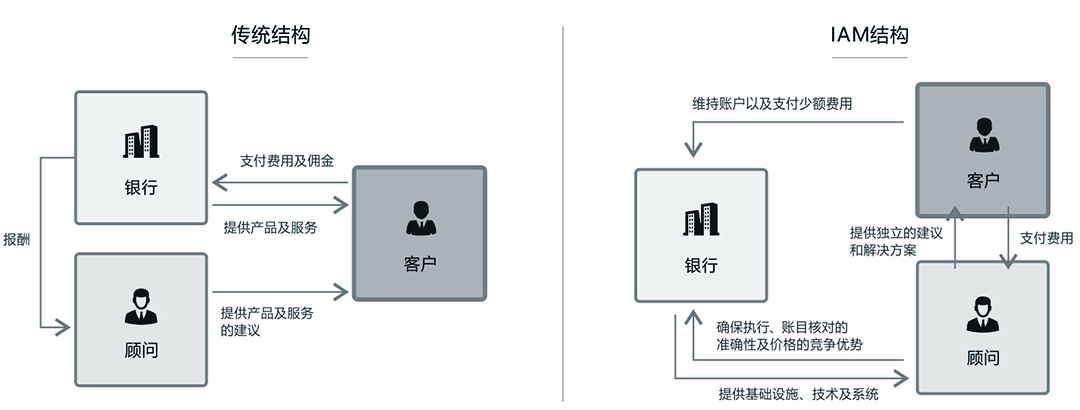 传统结构
银行
支付费用及佣金
提供产品及服务
报酬
客户
顾问
提供产品及服务
的建议
IAM结构
维持账户以及支付少额费用
客户
银行
提供独立的建议
和解决方案
支付费用
确保执行、账目核对的
准确性及价格的竞争优势
顾问
提供基础设施、技术及系统